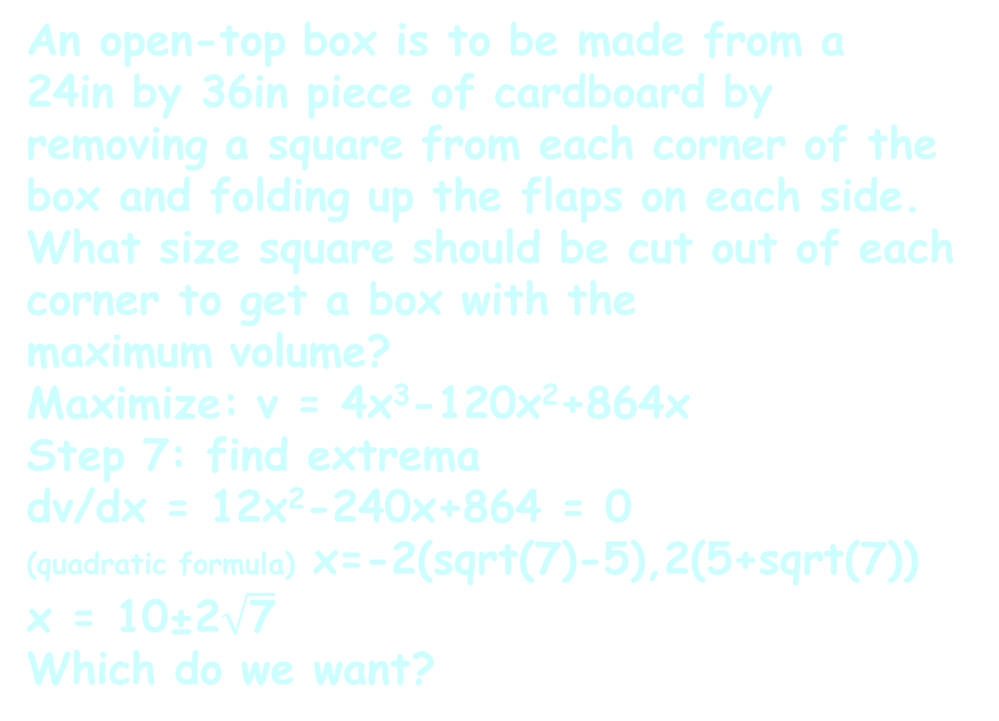 An open-top box is to be made from a
24in by 36in piece of cardboard by
removing a square from each corner of the
box and folding up the flaps on each side.
What size square should be cut out of each
corner to get a box with the
maximum volume?
Maximize: v = 4x³-120x²+864x
Step 7: find extrema
dv/dx = 12x²-240x+864 = 0
(quadratic formula) x=-2(sqrt(7)-5),2(5+sqrt(7))
x = 10±2√7
Which do we want?